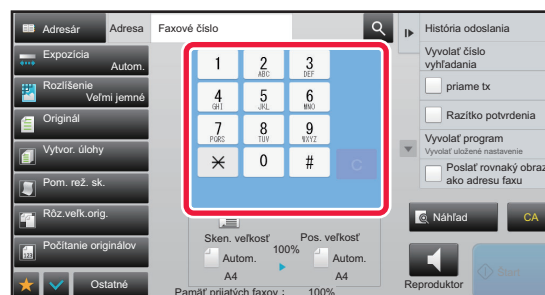 Adresár
Adresa
Faxové číslo
Expozícia
Autom.
Rozlíšenie
Veľmi jemné
Originál
Vytvor. úlohy
Pom. rež. sk.
Rôz.veľk.orig.
Počítanie originálov
Ostatné
1
2
ABC
3
DEF
4
GHI
5
JKL
6
MNO
7
PQRS
8
TUV
9
WXYZ
0
#
C
Sken. veľkosť
100%
Pos. veľkosť
Autom.
A4
Autom.
A4
Pamäť prijatých faxov :
100%
História odoslania
Vyvolať číslo
vyhľadania
priame tx
Razítko potvrdenia
Vyvolať program
Vyvolať uložené nastavenie
Poslať rovnaký obraz
ako adresu faxu
Náhľad
CA
Reproduktor
Start